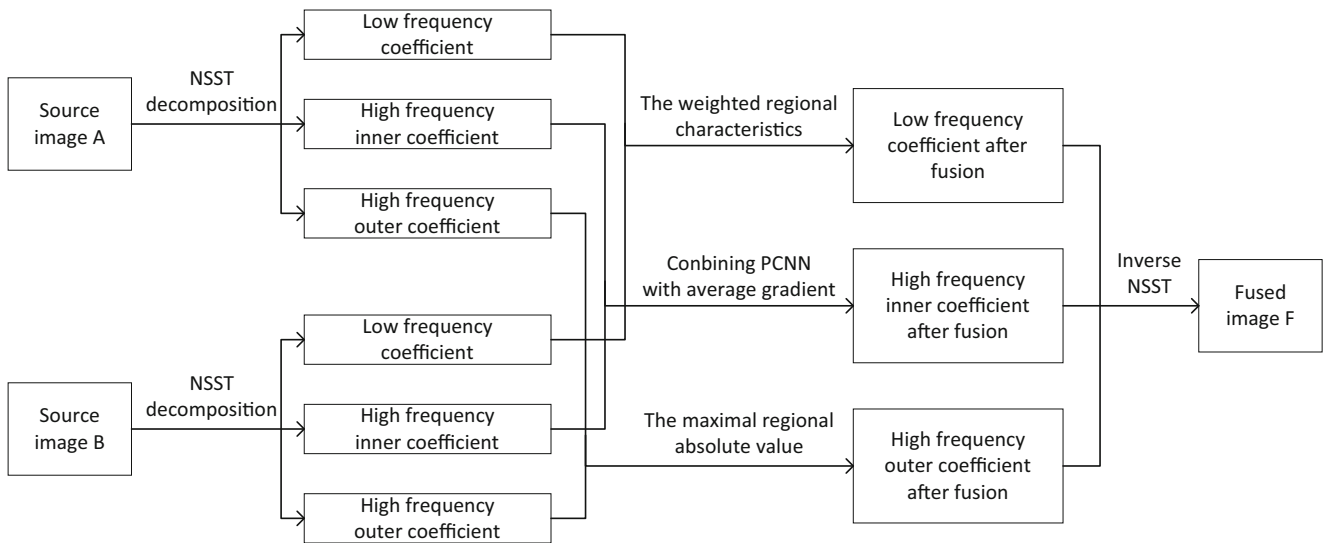 Source
image A
NSST
decomposition
Low frequency
coefficient
High frequency
inner coefficient
High frequency
outer coefficient
Source
image B
NSST
decomposition
Low frequency
coefficient
High frequency
inner coefficient
High frequency
outer coefficient
The weighted regional
characteristics
Conbining PCNN
with average gradient
The maximal regional
absolute value
Low frequency
coefficient after
fusion
High frequency
inner coefficient
after fusion
High frequency
outer coefficient
after fusion
Inverse
NSST
Fused
image F